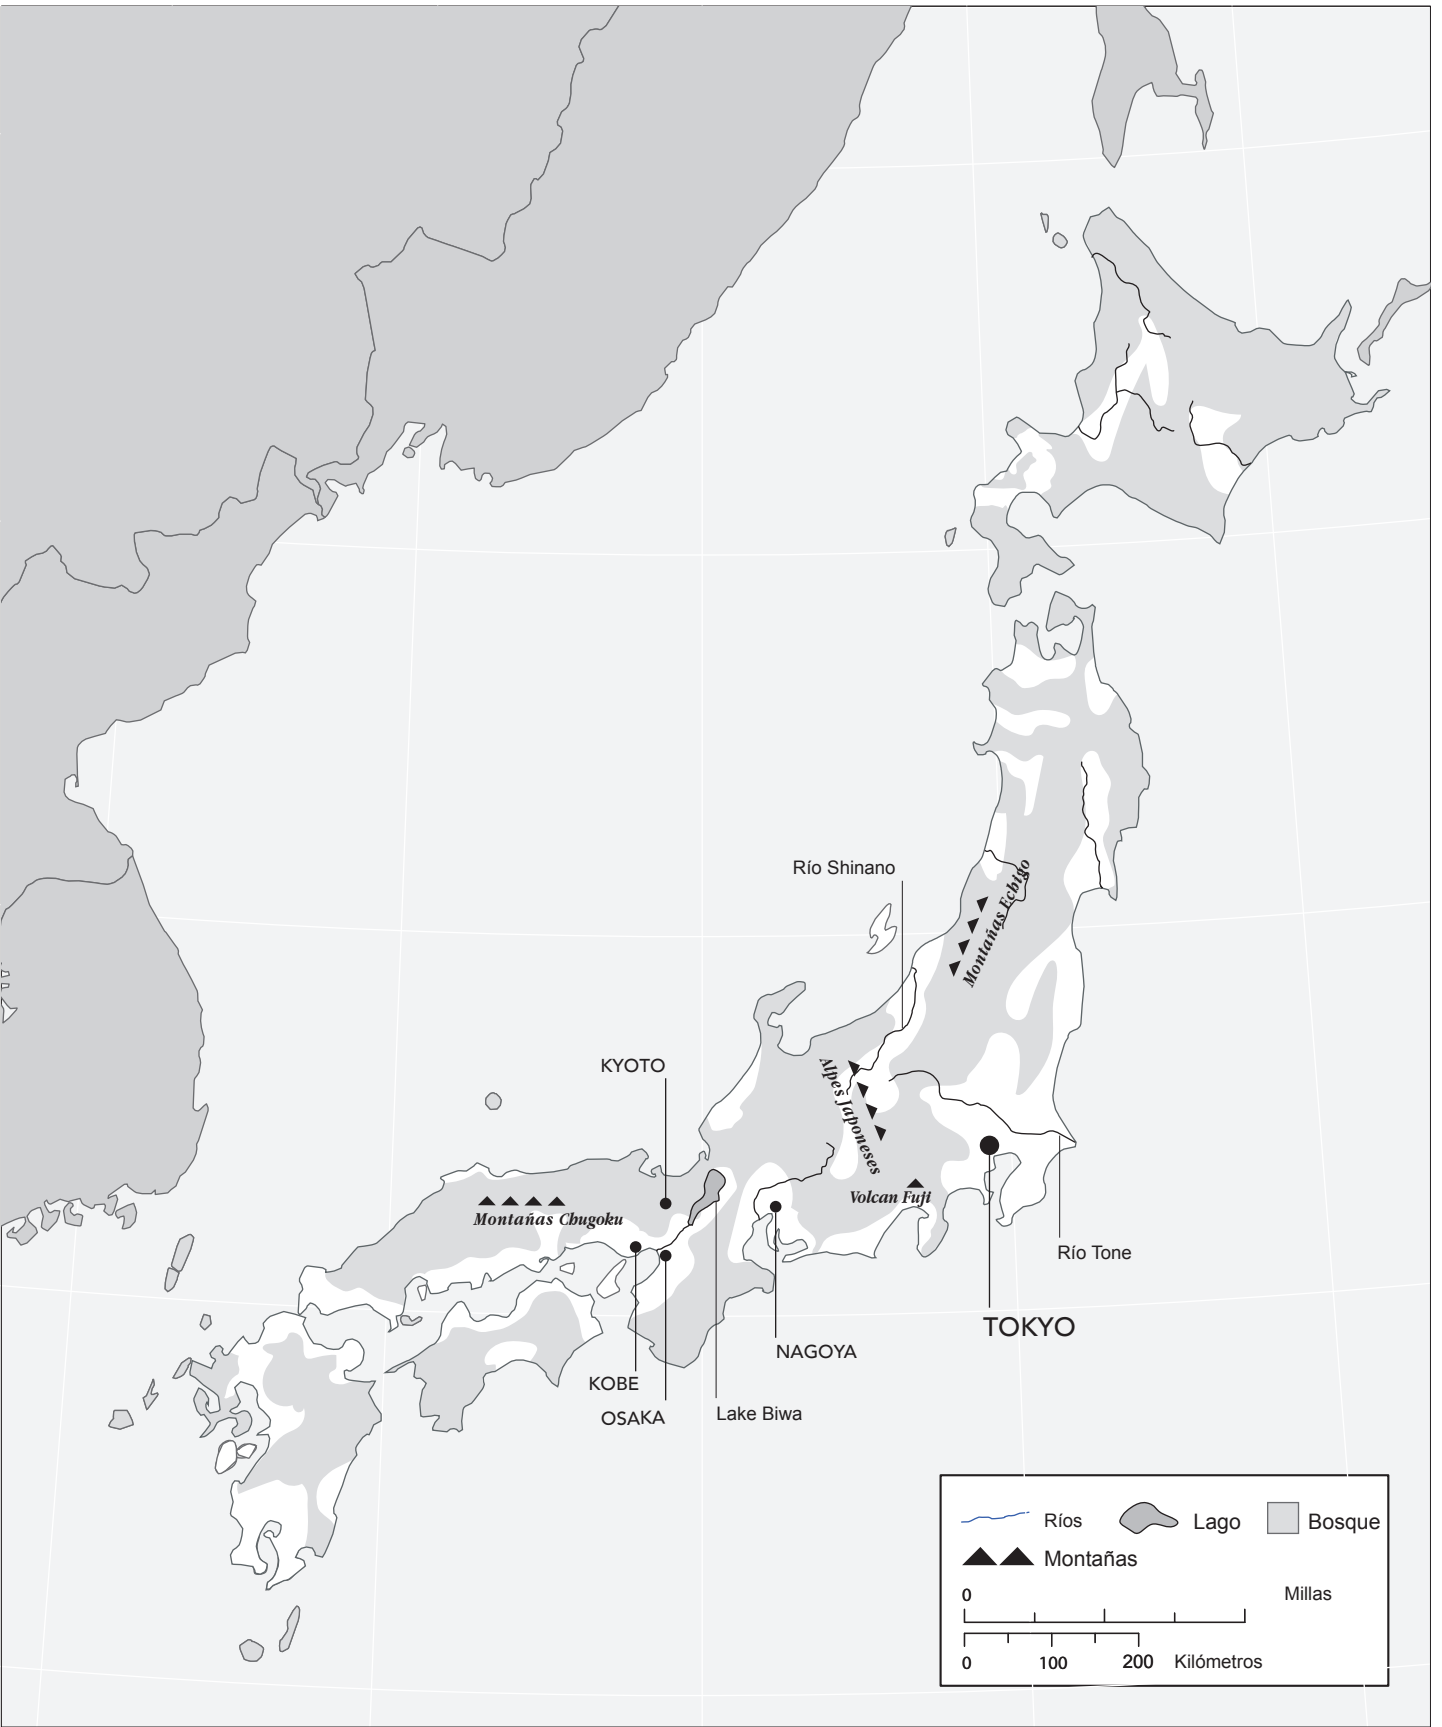 Río Shinano
Montañas Echigo
KYOTO
Alpes Japoneses
Volcan Fuji
Montañas Chugoku
Río Tone
TOKYO
NAGOYA
KOBE
OSAKA
Lake Biwa
Ríos
Lago
Bosque
Montañas
0
Millas
0
100
200
Kilómetros